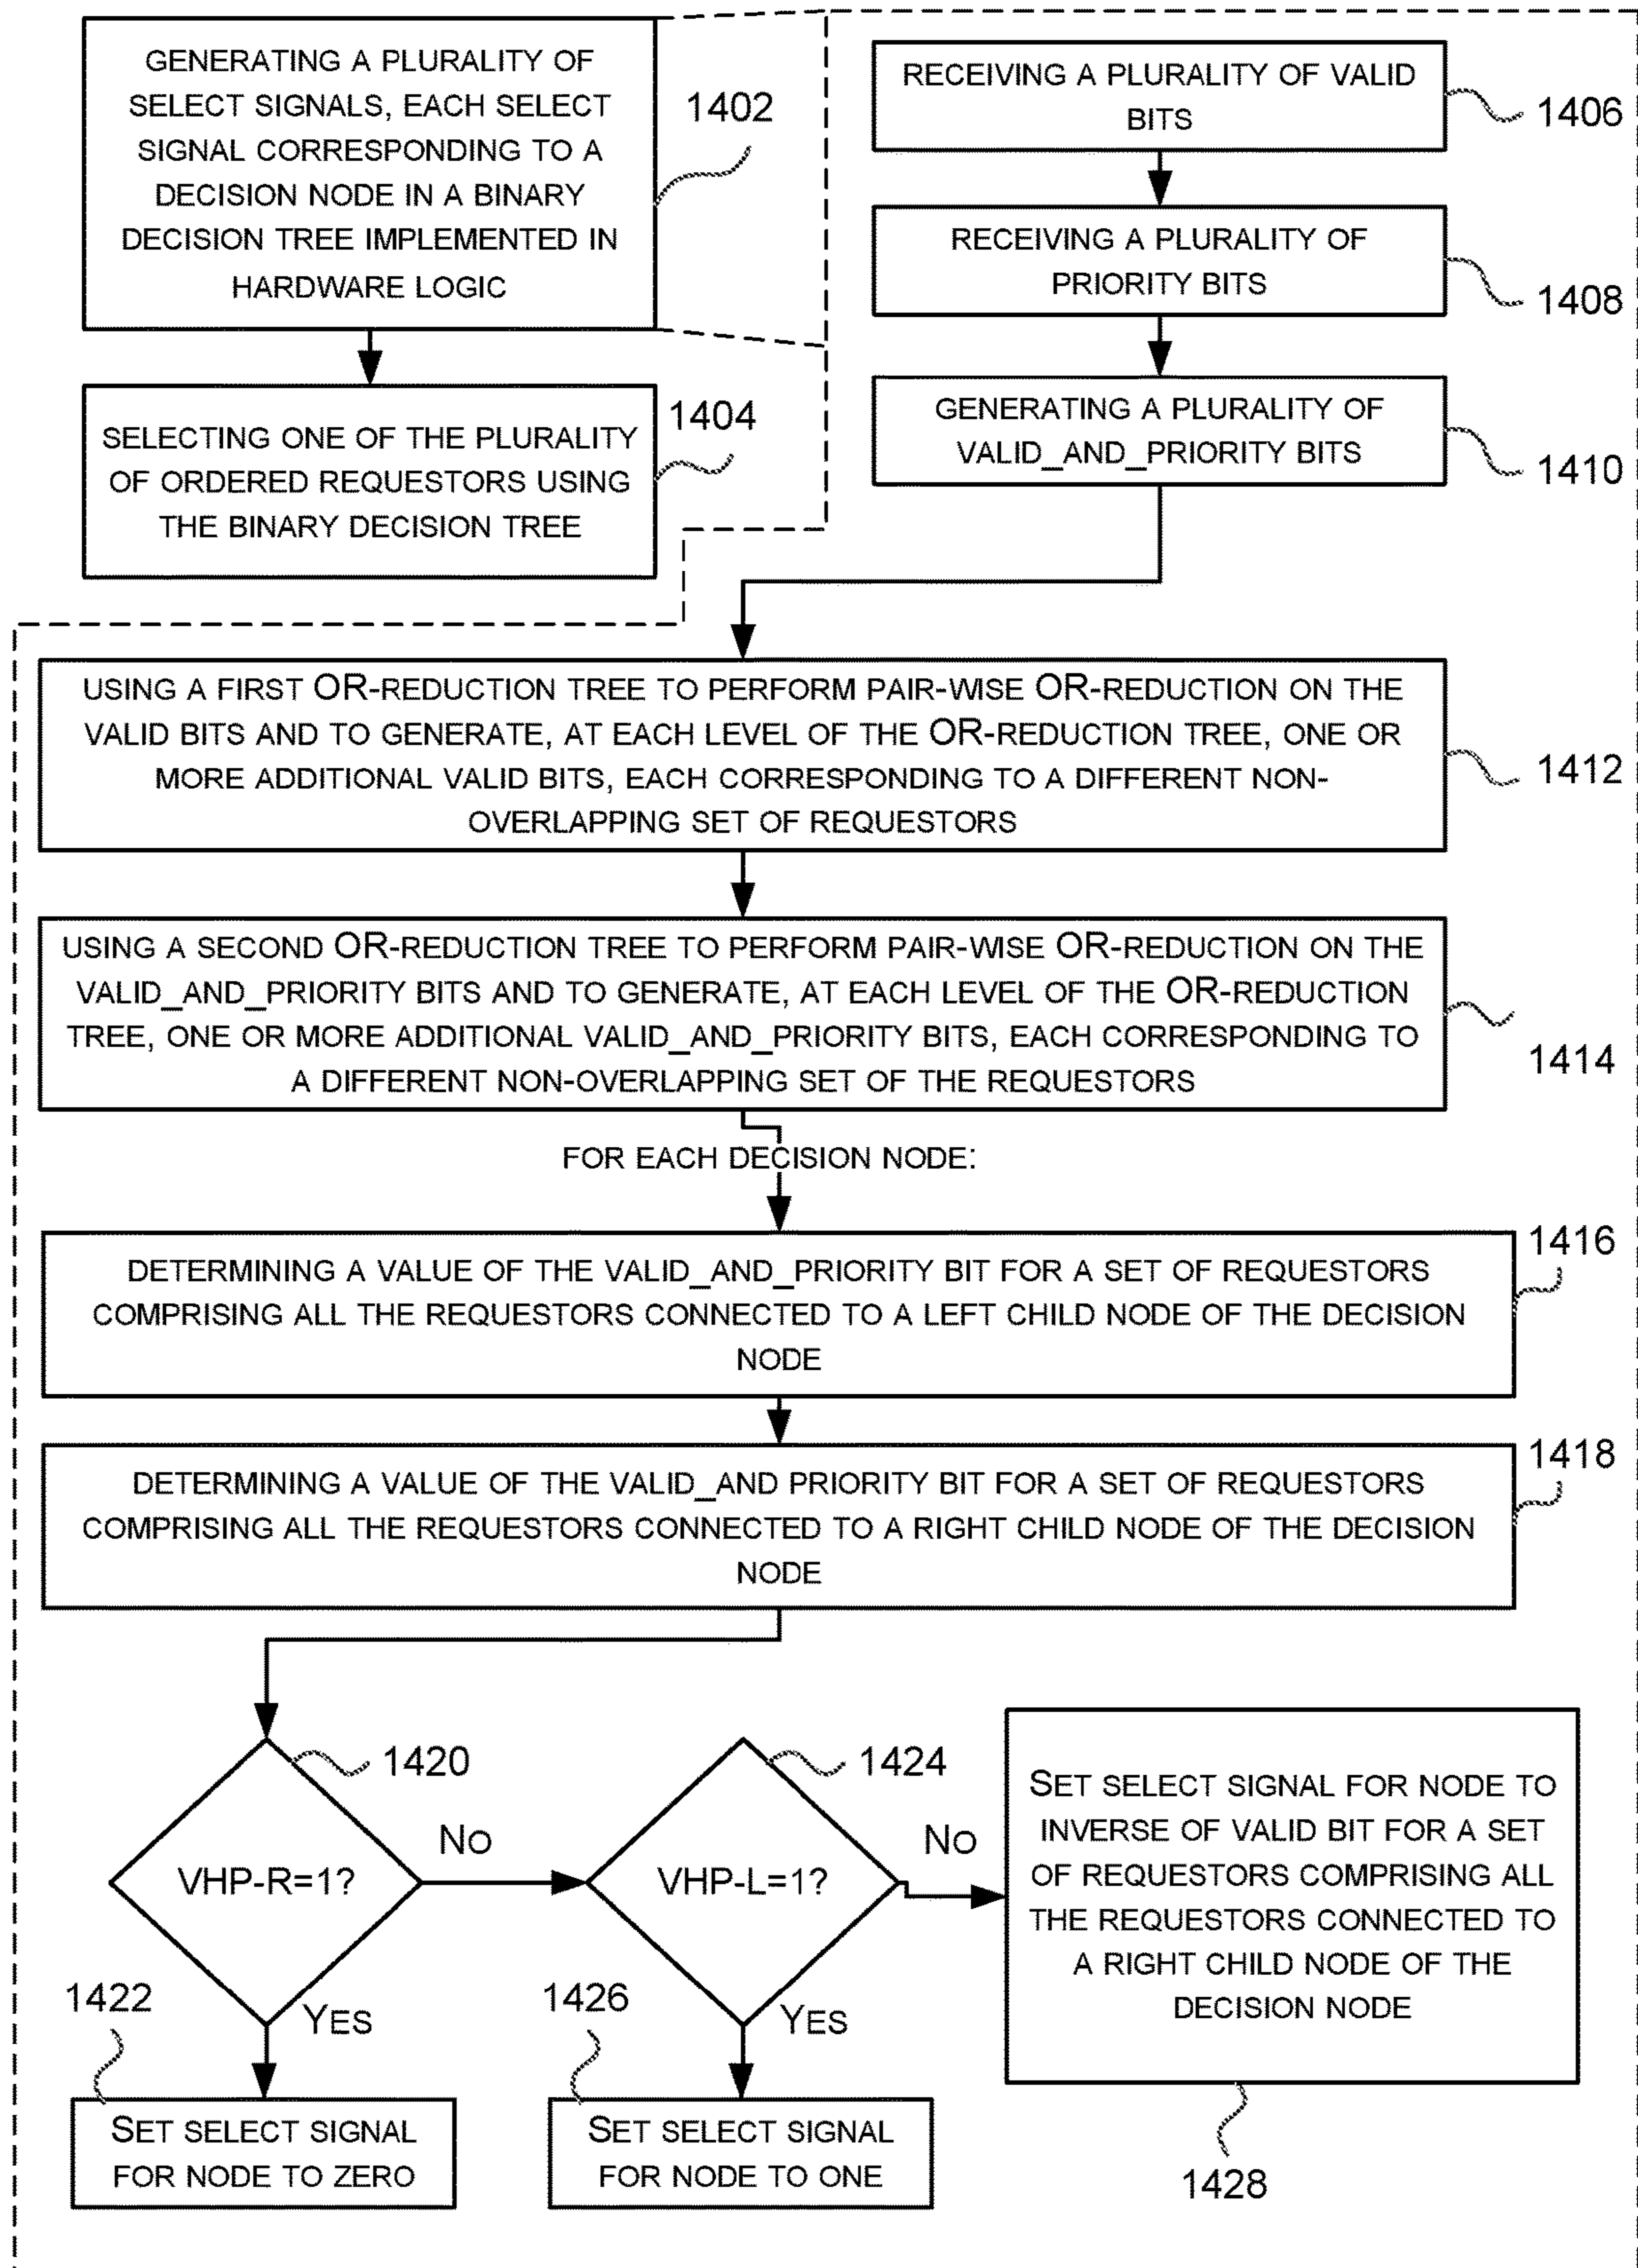 GENERATING A PLURALITY OF
SELECT SIGNALS, EACH SELECT
SIGNAL CORRESPONDING TO A
DECISION NODE IN A BINARY
DECISION TREE IMPLEMENTED IN
HARDWARE LOGIC
1402
SELECTING ONE OF THE PLURALITY
OF ORDERED REQUESTORS USING
THE BINARY DECISION TREE
1404
RECEIVING A PLURALITY OF VALID
BITS
1406
RECEIVING A PLURALITY OF
PRIORITY BITS
1408
GENERATING A PLURALITY OF
VALID_AND_PRIORITY BITS
1410
USING A FIRST OR-REDUCTION TREE TO PERFORM PAIR-WISE OR-REDUCTION ON THE
VALID BITS AND TO GENERATE, AT EACH LEVEL OF THE OR-REDUCTION TREE, ONE OR
MORE ADDITIONAL VALID BITS, EACH CORRESPONDING TO A DIFFERENT NON-
OVERLAPPING SET OF REQUESTORS
1412
USING A SECOND OR-REDUCTION TREE TO PERFORM PAIR-WISE OR-REDUCTION ON THE
VALID_AND_PRIORITY BITS AND TO GENERATE, AT EACH LEVEL OF THE OR-REDUCTION
TREE, ONE OR MORE ADDITIONAL VALID_AND_PRIORITY BITS, EACH CORRESPONDING TO
A DIFFERENT NON-OVERLAPPING SET OF THE REQUESTORS
1414
FOR EACH DECISION NODE:
1416
DETERMINING A VALUE OF THE VALID_AND_PRIORITY BIT FOR A SET OF REQUESTORS
COMPRISING ALL THE REQUESTORS CONNECTED TO A LEFT CHILD NODE OF THE DECISION
NODE
1418
DETERMINING A VALUE OF THE VALID_AND PRIORITY BIT FOR A SET OF REQUESTORS
COMPRISING ALL THE REQUESTORS CONNECTED TO A RIGHT CHILD NODE OF THE DECISION
NODE
1420
VHP-R=1?
NO
YES
1422
SET SELECT SIGNAL
FOR NODE TO ZERO
1424
VHP-L=1?
NO
YES
1426
SET SELECT SIGNAL
FOR NODE TO ONE
SET SELECT SIGNAL FOR NODE TO
INVERSE OF VALID BIT FOR A SET
OF REQUESTORS COMPRISING ALL
THE REQUESTORS CONNECTED TO
A RIGHT CHILD NODE OF THE
DECISION NODE
1428